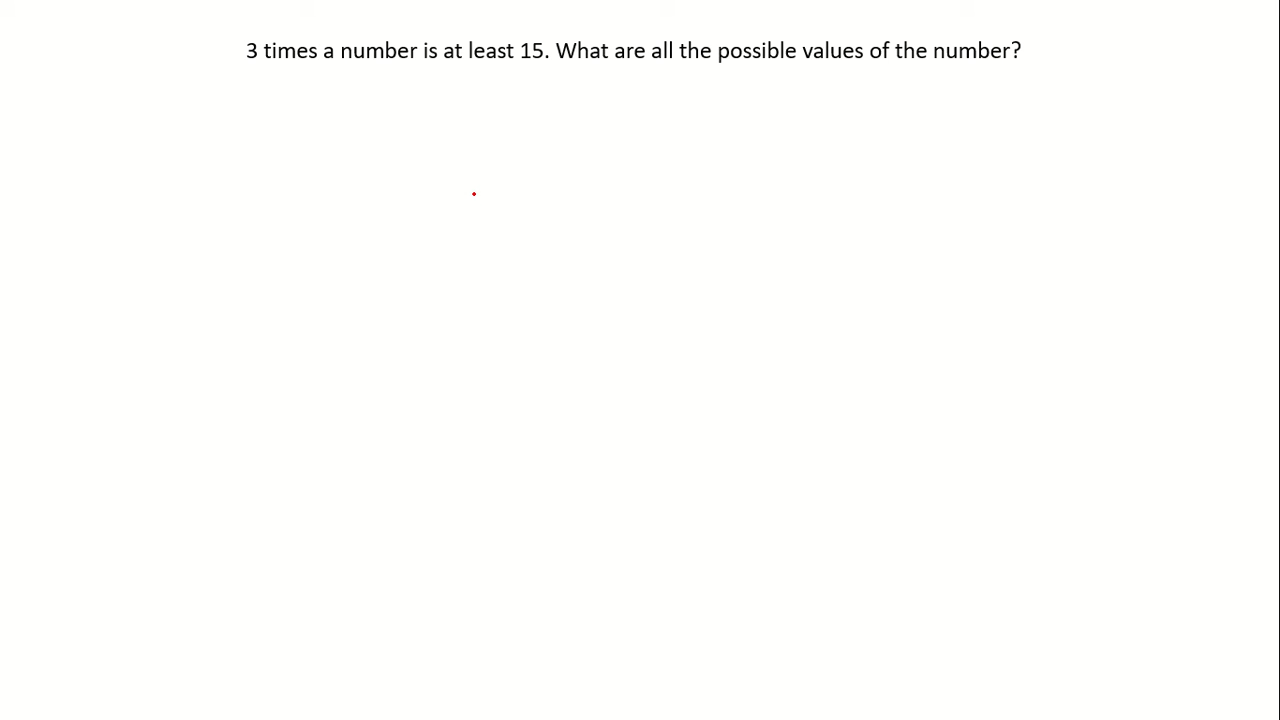 3 times a number is at least 15. What are all the possible values of the number?